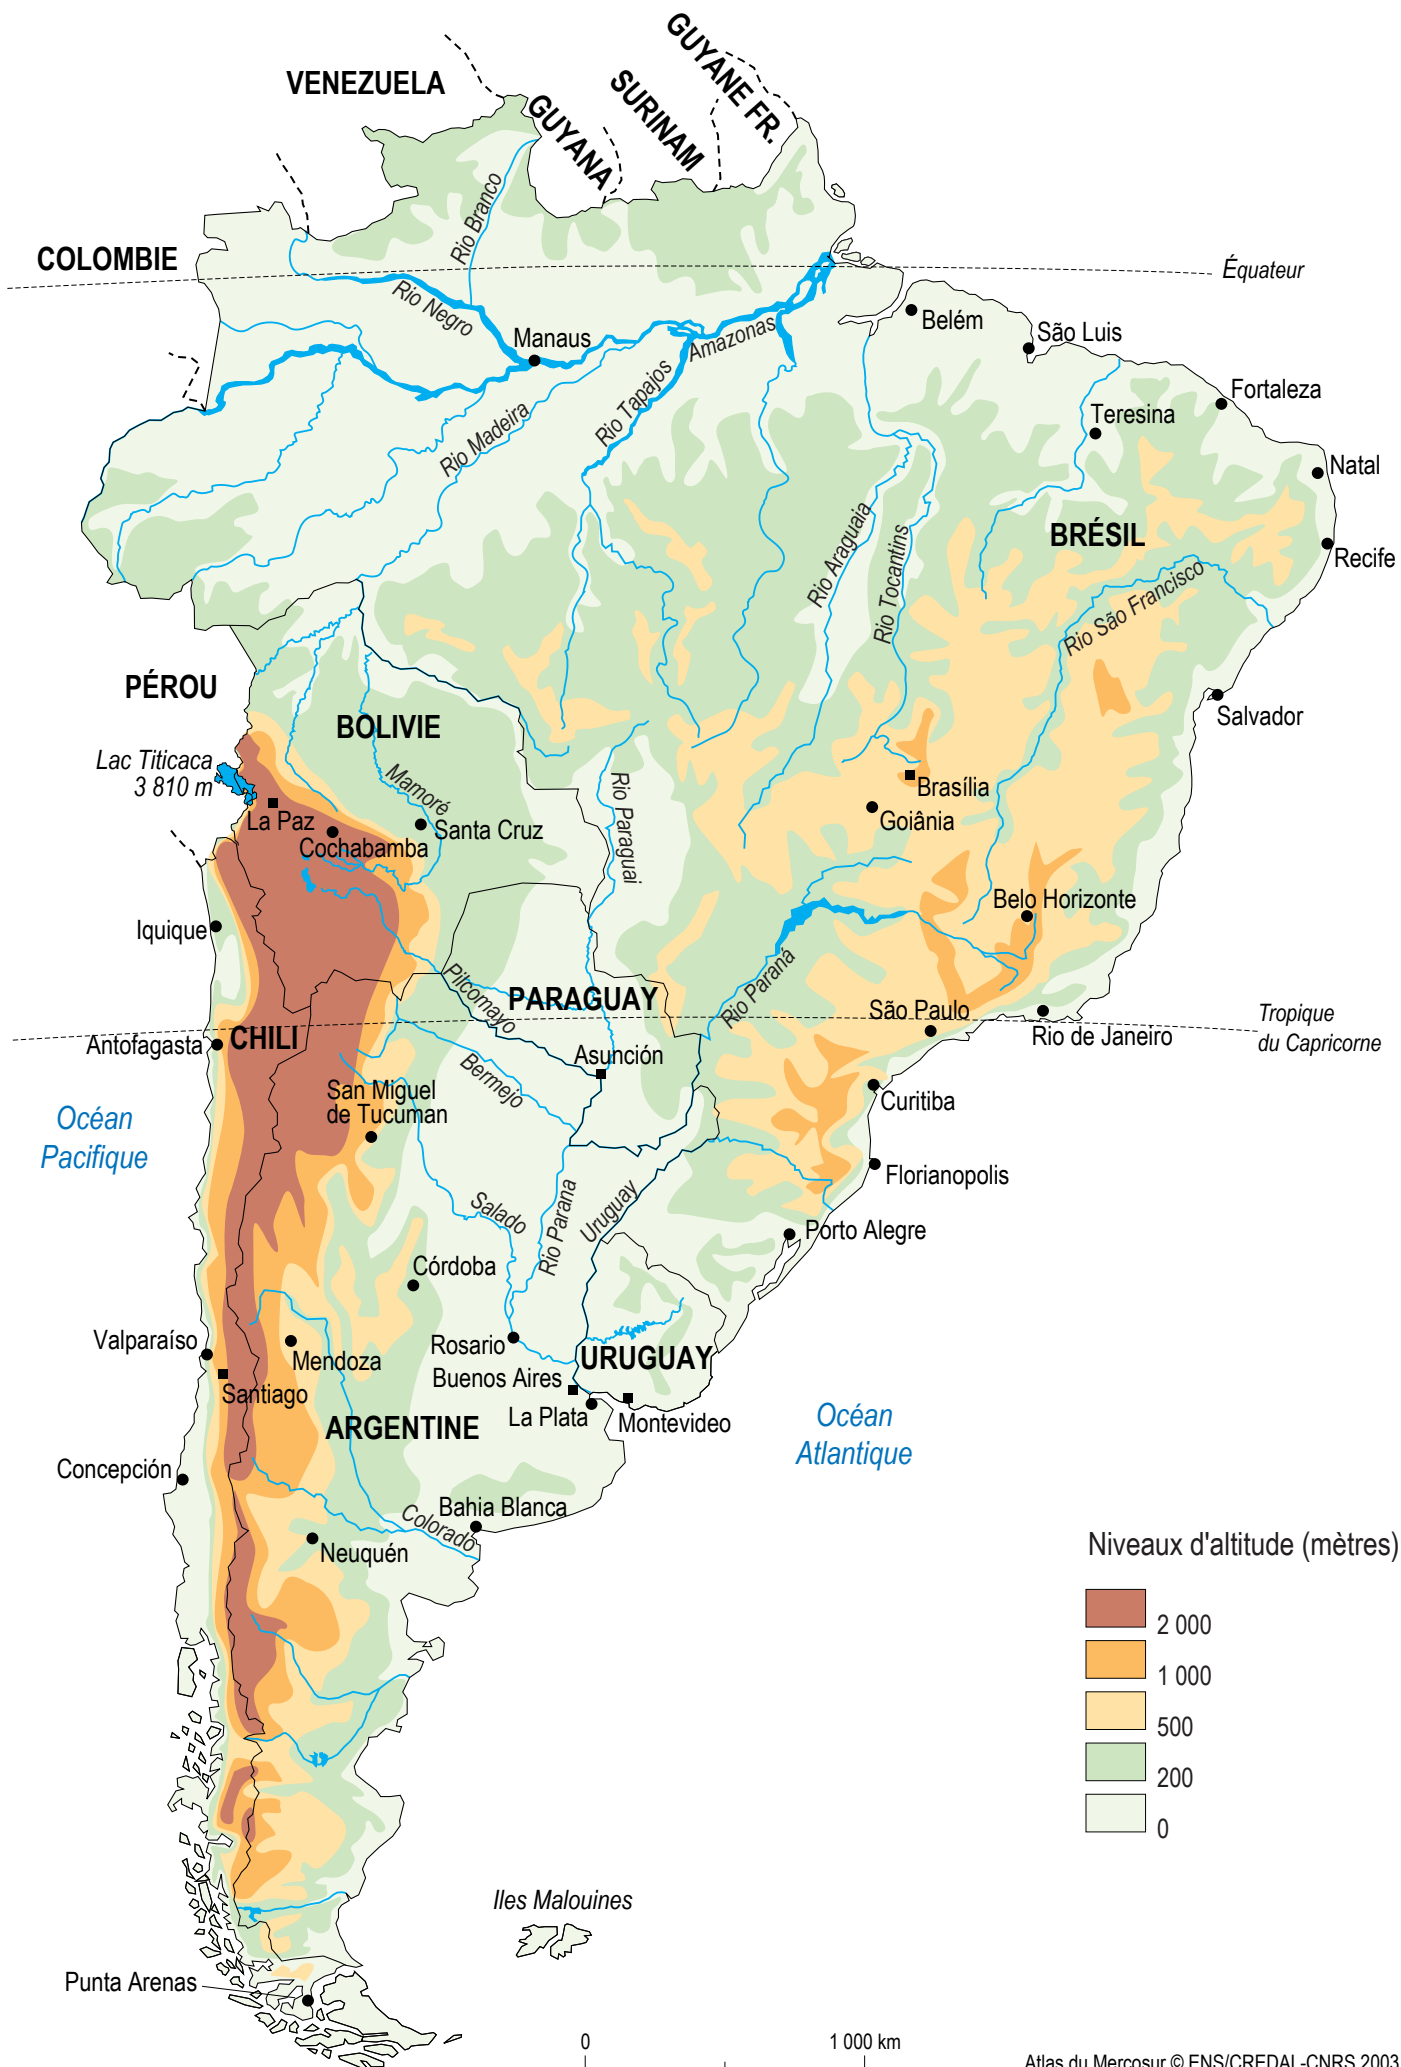 GUYANE FR.
VENEZUELA
SURINAM
GUYANA
Rio Branco
COLOMBIE
Équateur
Rio Negro
Belém
Manaus
Amazonas
São Luis
Fortaleza
Rio Tapajos
Teresina
Rio Madeira
Natal
BRÉSIL
Rio Araguaia
Rio Tocantins
Recife
Rio São Francisco
PÉROU
BOLIVIE
Salvador
Lac Titicaca
3 810 m
Mamoré
Rio Paraguai
Brasília
La Paz
Santa Cruz
Goiânia
Cochabamba
Belo Horizonte
Iquique
Pilcomayo
PARAGUAY
Rio Paraná
São Paulo
Tropique
du Capricorne
Antofagasta
CHILI
Rio de Janeiro
Asunción
Bermejo
San Miguel
de Tucuman
Curitiba
Océan
Pacifique
Florianopolis
Salado
Rio Parana
Uruguay
Porto Alegre
Córdoba
Valparaíso
Mendoza
Rosario
URUGUAY
Santiago
Buenos Aires
La Plata
Montevideo
ARGENTINE
Océan
Atlantique
Concepción
Bahia Blanca
Colorado
Neuquén
Niveaux d'altitude (mètres)
2 000
1 000
500
200
0
Iles Malouines
Punta Arenas
0
1 000 km
Atlas du Mercosur © ENS/CREDAL-CNRS 2003